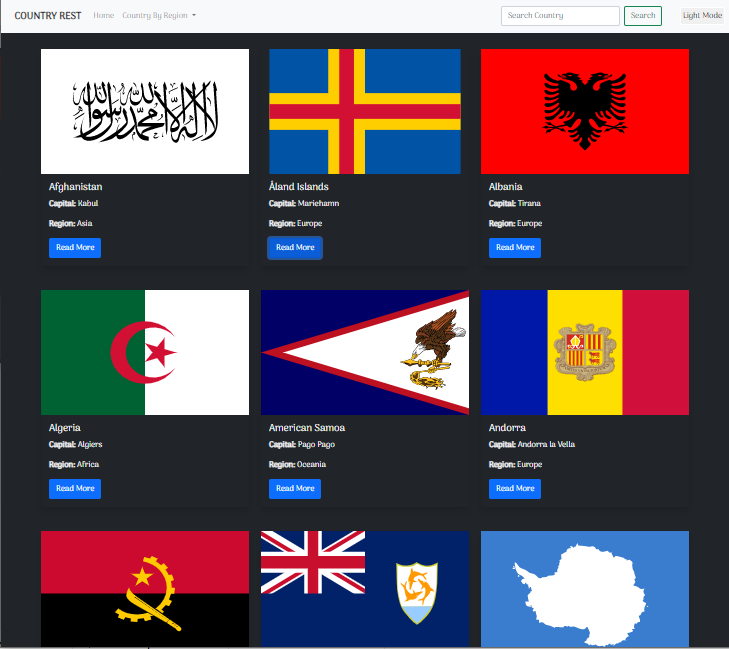 COUNTRY REST Home Country By Region Search Country Search Light Mode
لا إله إلا الله محمد رسول الله
Afghanistan Åland Islands Albania
Capital: Kabul Capital: Mariehamn Capital: Tirana
Region: Asia Region: Europe Region: Europe
Read More Read More Read More
Algeria American Samoa Andorra
Capital: Algiers Capital: Pago Pago Capital: Andorra la Vella
Region: Africa Region: Oceania Region: Europe
Read More Read More Read More